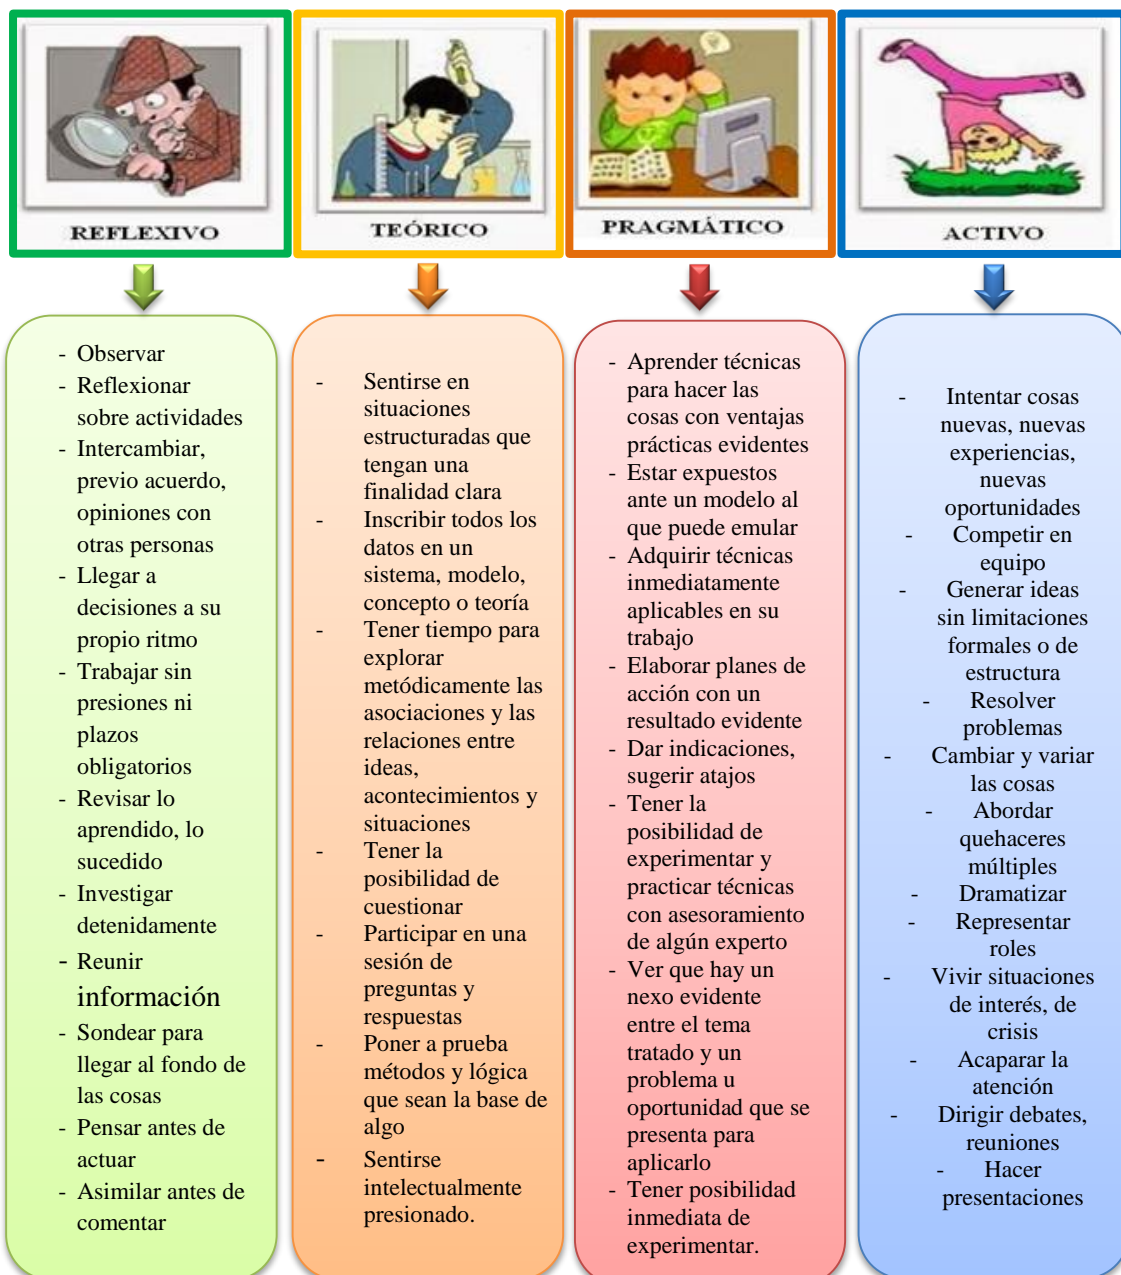 REFLEXIVO
TEÓRICO
PRAGMÁTICO
ACTIVO
- Observar
- Reflexionar
sobre actividades
- Intercambiar,
previo acuerdo,
opiniones con
otras personas
- Llegar a
decisiones a su
propio ritmo
- Trabajar sin
presiones ni
plazos
obligatorios
- Revisar lo
aprendido, lo
sucedido
- Investigar
detenidamente
- Reunir
información
- Sondear para
llegar al fondo de
las cosas
- Pensar antes de
actuar
- Asimilar antes de
comentar
- Sentirse en
situaciones
estructuradas que
tengan una
finalidad clara
- Inscribir todos los
datos en un
sistema, modelo,
concepto o teoría
- Tener tiempo para
explorar
metódicamente las
asociaciones y las
relaciones entre
ideas,
acontecimientos y
situaciones
- Tener la
posibilidad de
cuestionar
- Participar en una
sesión de
preguntas y
respuestas
- Poner a prueba
métodos y lógica
que sean la base de
algo
- Sentirse
intelectualmente
presionado.
- Aprender técnicas
para hacer las
cosas con ventajas
prácticas evidentes
- Estar expuestos
ante un modelo al
que puede emular
- Adquirir técnicas
inmediatamente
aplicables en su
trabajo
- Elaborar planes de
acción con un
resultado evidente
- Dar indicaciones,
sugerir atajos
- Tener la
posibilidad de
experimentar y
practicar técnicas
con asesoramiento
de algún experto
- Ver que hay un
nexo evidente
entre el tema
tratado y un
problema u
oportunidad que se
presenta para
aplicarlo
- Tener posibilidad
inmediata de
experimentar.
- Intentar cosas
nuevas, nuevas
experiencias,
nuevas
oportunidades
- Competir en
equipo
- Generar ideas
sin limitaciones
formales o de
estructura
- Resolver
problemas
- Cambiar y variar
las cosas
- Abordar
quehaceres
múltiples
- Dramatizar
- Representar
roles
- Vivir situaciones
de interés, de
crisis
- Acaparar la
atención
- Dirigir debates,
reuniones
- Hacer
presentaciones